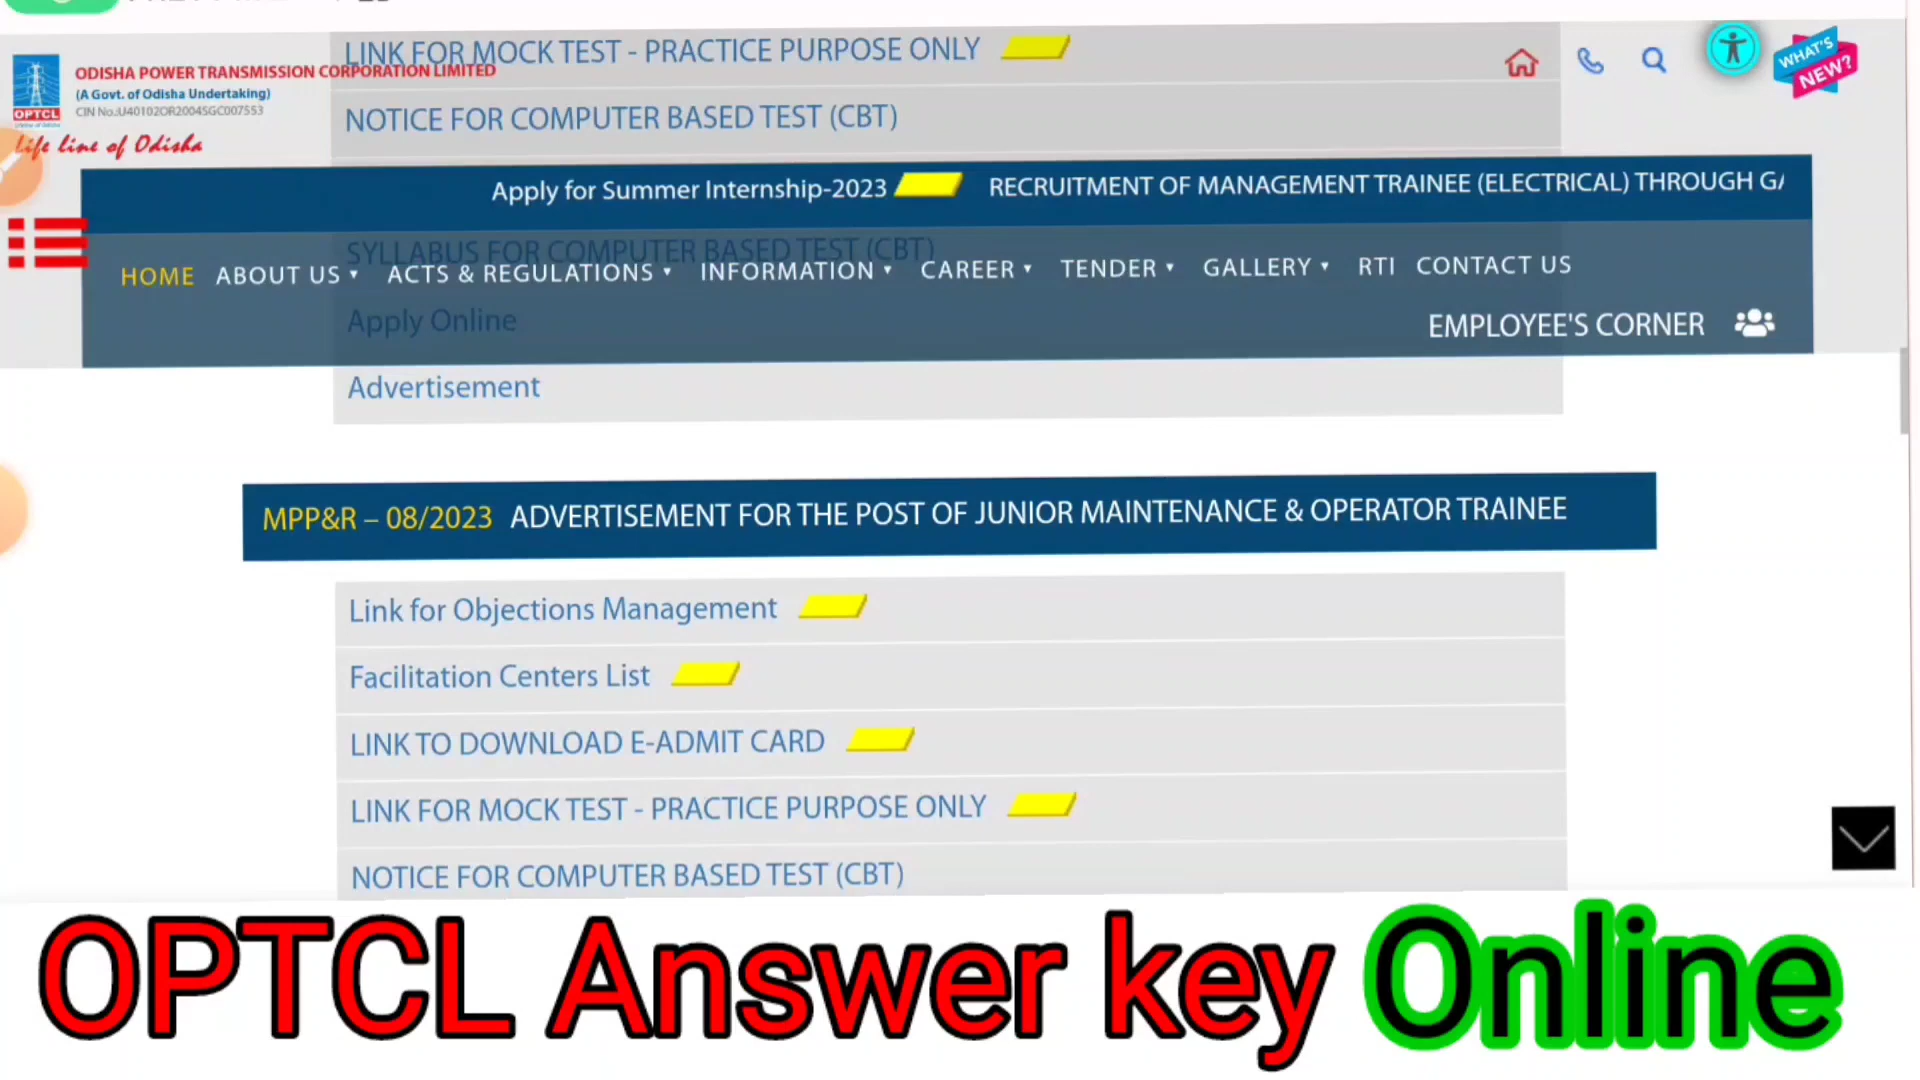 LINK FOR MOCK TEST - PRACTICE PURPOSE ONLY
ODISHA POWER TRANSMISSION CORPORATION LIMITED
(A Govt. of Odisha Undertaking)
CIN No.:U40102OR2004SGC007553
OPTCL
life line of Odisha
WHAT'S NEW?
NOTICE FOR COMPUTER BASED TEST (CBT)
Apply for Summer Internship-2023 RECRUITMENT OF MANAGEMENT TRAINEE (ELECTRICAL) THROUGH GA
SYLLABUS FOR COMPUTER BASED TEST (CBT)
HOME ABOUT US ACTS & REGULATIONS INFORMATION CAREER TENDER GALLERY RTI CONTACT US
Apply Online
EMPLOYEE'S CORNER
Advertisement
MPP&R – 08/2023 ADVERTISEMENT FOR THE POST OF JUNIOR MAINTENANCE & OPERATOR TRAINEE
Link for Objections Management
Facilitation Centers List
LINK TO DOWNLOAD E-ADMIT CARD
LINK FOR MOCK TEST - PRACTICE PURPOSE ONLY
NOTICE FOR COMPUTER BASED TEST (CBT)
OPTCL Answer key Online